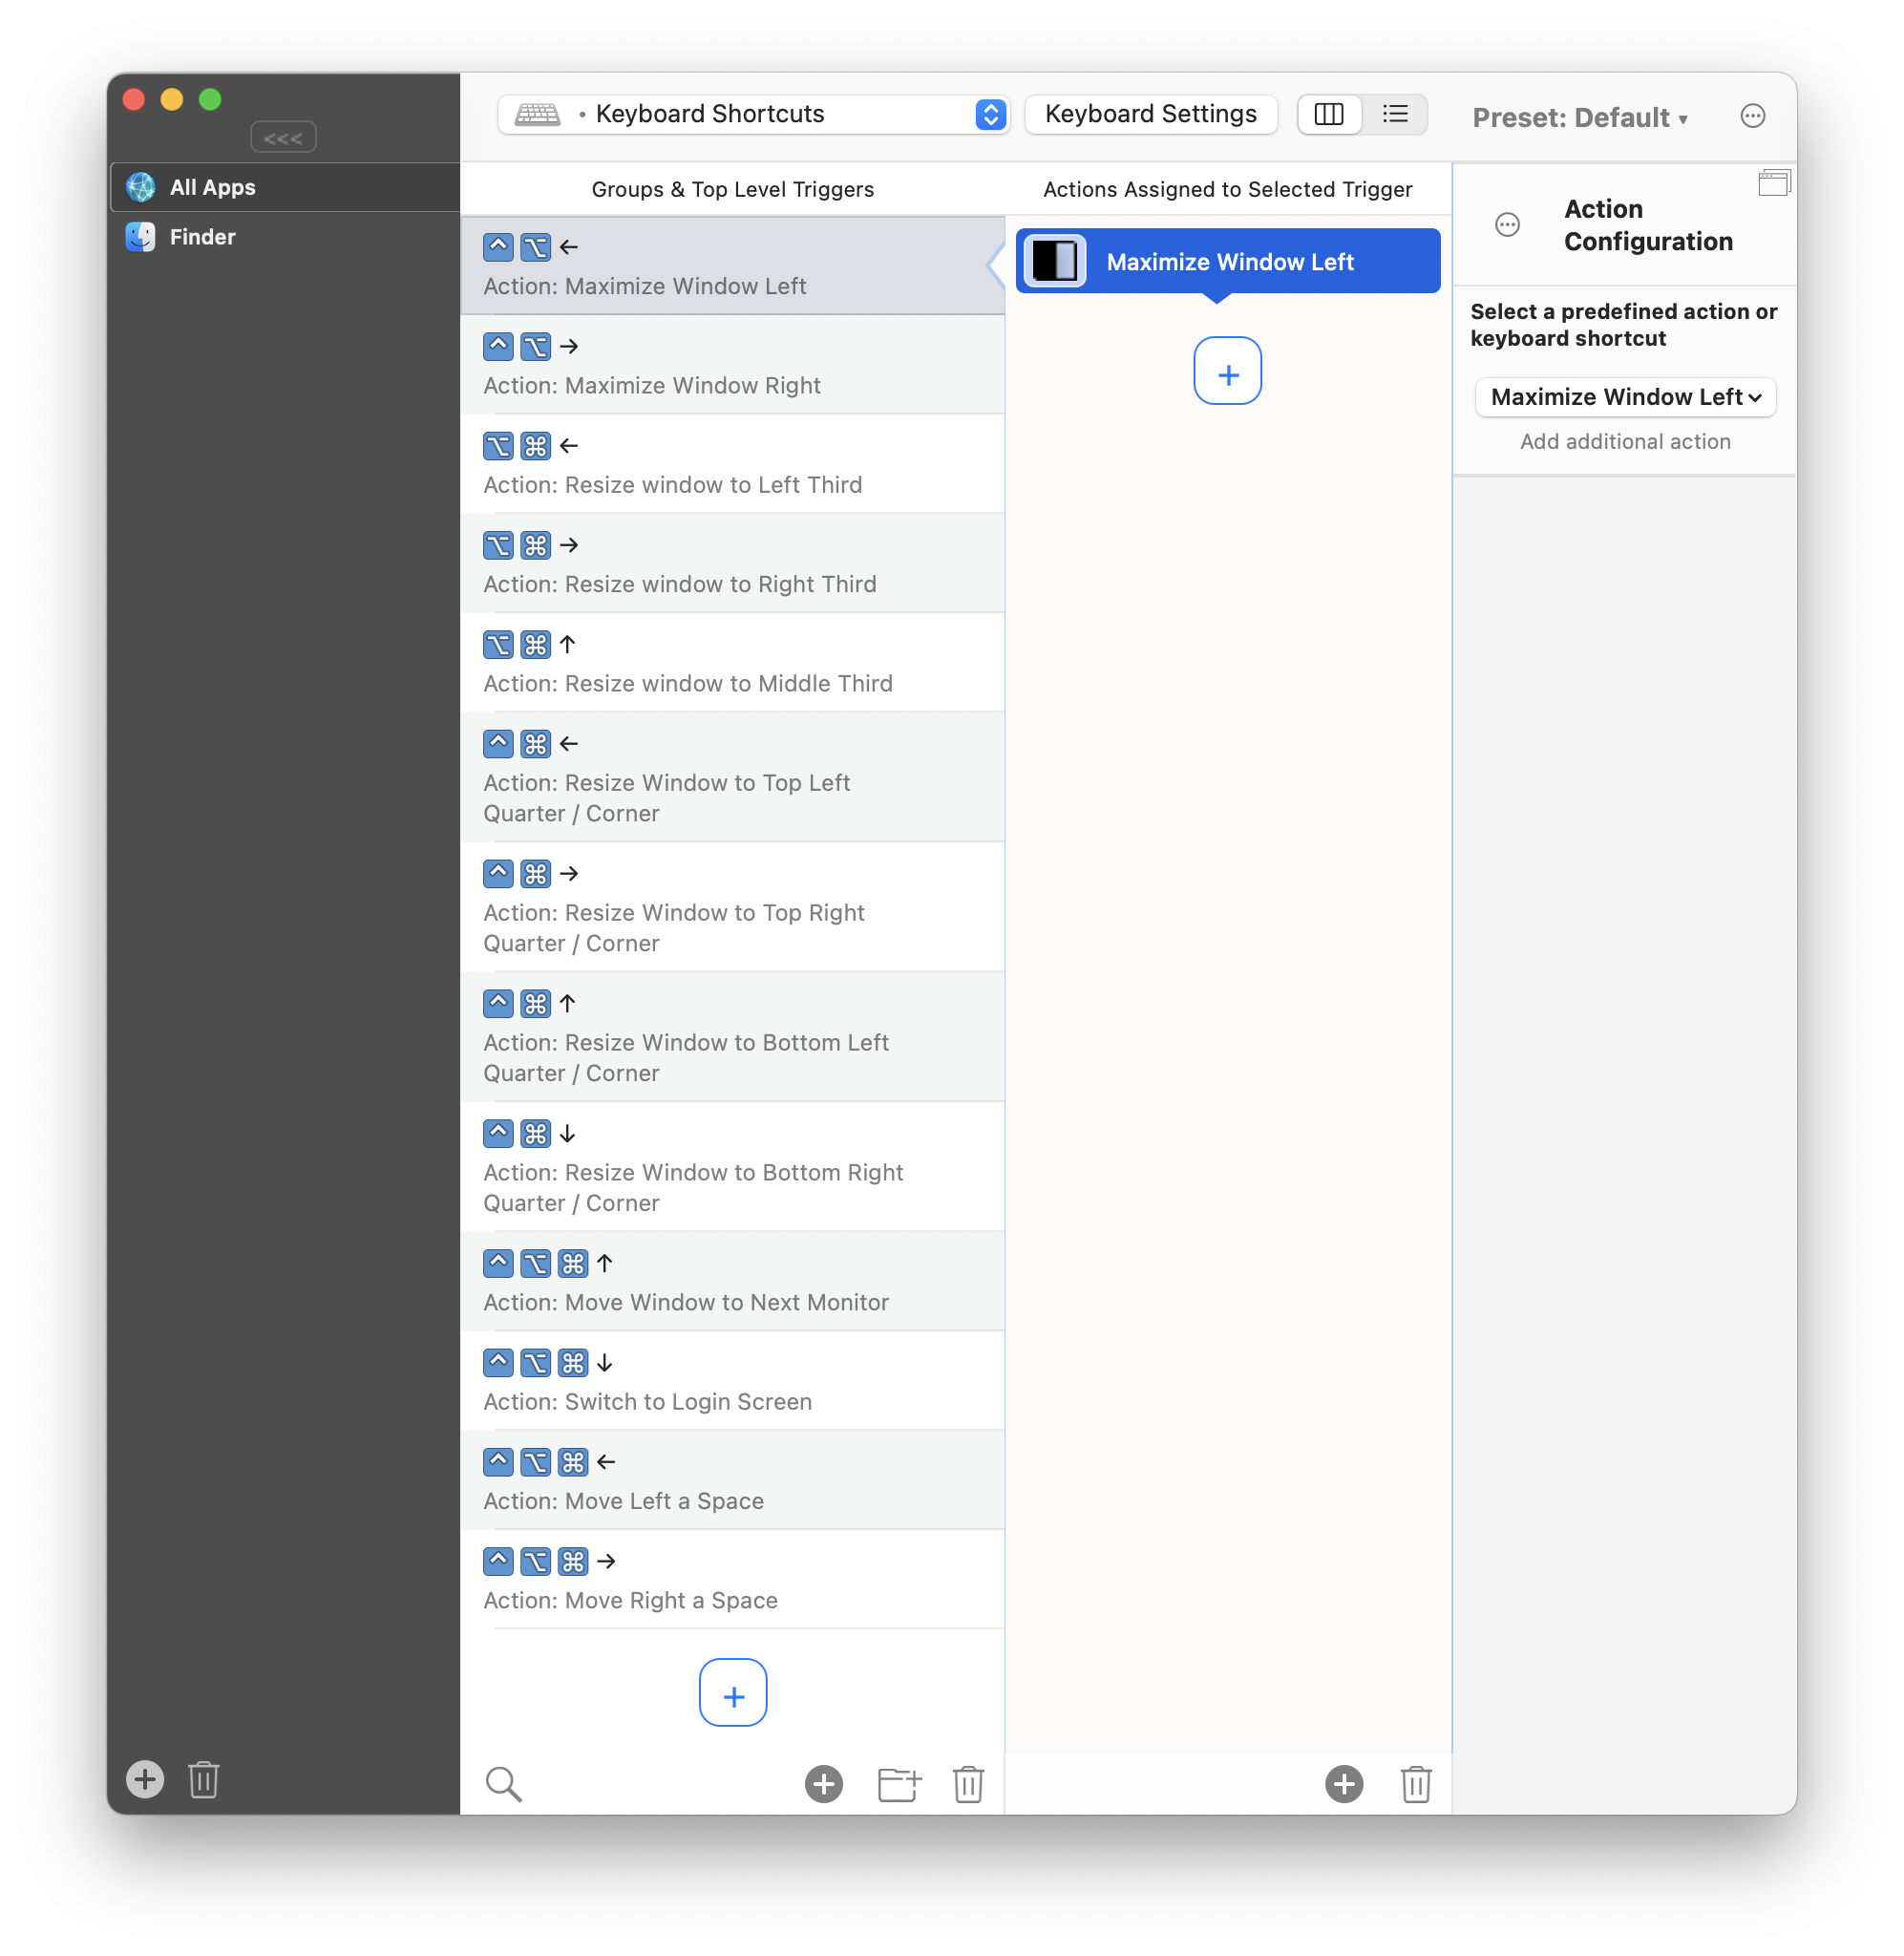 <<<
All Apps
Finder
• Keyboard Shortcuts
Keyboard Settings
Preset: Default ▾
Groups & Top Level Triggers
⌃ ⌥ ←
Action: Maximize Window Left
⌃ ⌥ →
Action: Maximize Window Right
⌥ ⌘ ←
Action: Resize window to Left Third
⌥ ⌘ →
Action: Resize window to Right Third
⌥ ⌘ ↑
Action: Resize window to Middle Third
⌃ ⌘ ←
Action: Resize Window to Top Left
Quarter / Corner
⌃ ⌘ →
Action: Resize Window to Top Right
Quarter / Corner
⌃ ⌘ ↑
Action: Resize Window to Bottom Left
Quarter / Corner
⌃ ⌘ ↓
Action: Resize Window to Bottom Right
Quarter / Corner
⌃ ⌥ ⌘ ↑
Action: Move Window to Next Monitor
⌃ ⌥ ⌘ ↓
Action: Switch to Login Screen
⌃ ⌥ ⌘ ←
Action: Move Left a Space
⌃ ⌥ ⌘ →
Action: Move Right a Space
+
Actions Assigned to Selected Trigger
Maximize Window Left
+
Action
Configuration
Select a predefined action or
keyboard shortcut
Maximize Window Left
Add additional action